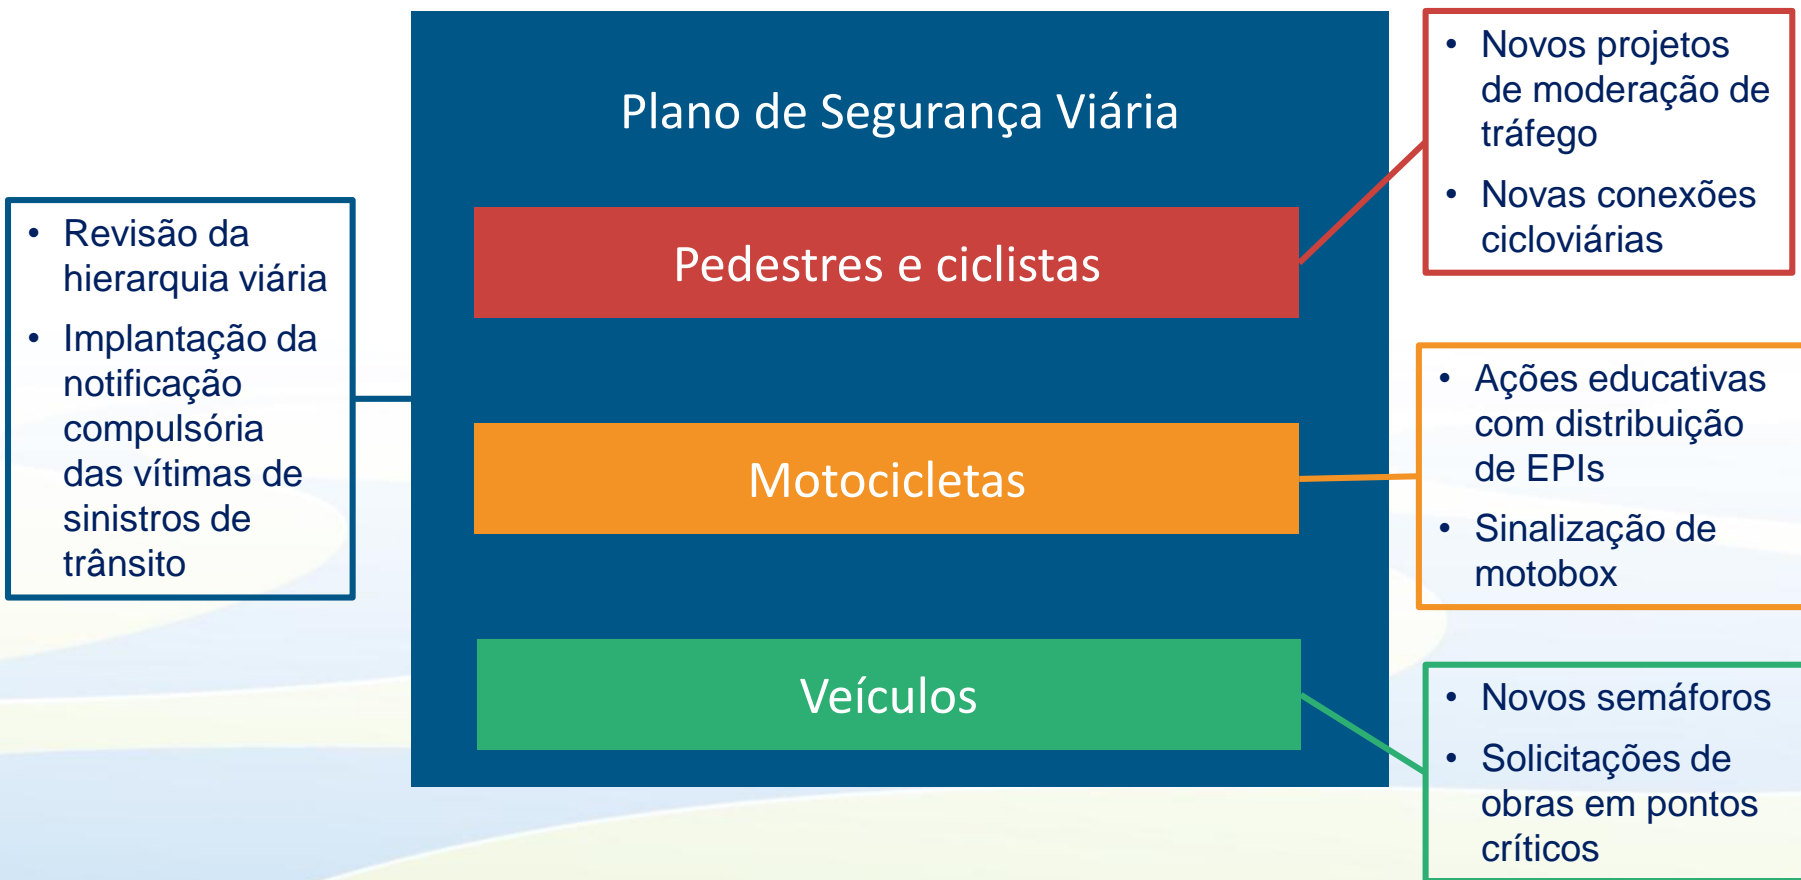 Plano de Segurança Viária
• Revisão da
hierarquia viária
• Implantação da
notificação
compulsória
das vítimas de
sinistros de
trânsito
Pedestres e ciclistas
• Novos projetos
de moderação de
tráfego
• Novas conexões
cicloviárias
Motocicletas
• Ações educativas
com distribuição
de EPIs
• Sinalização de
motobox
Veículos
• Novos semáforos
• Solicitações de
obras em pontos
críticos